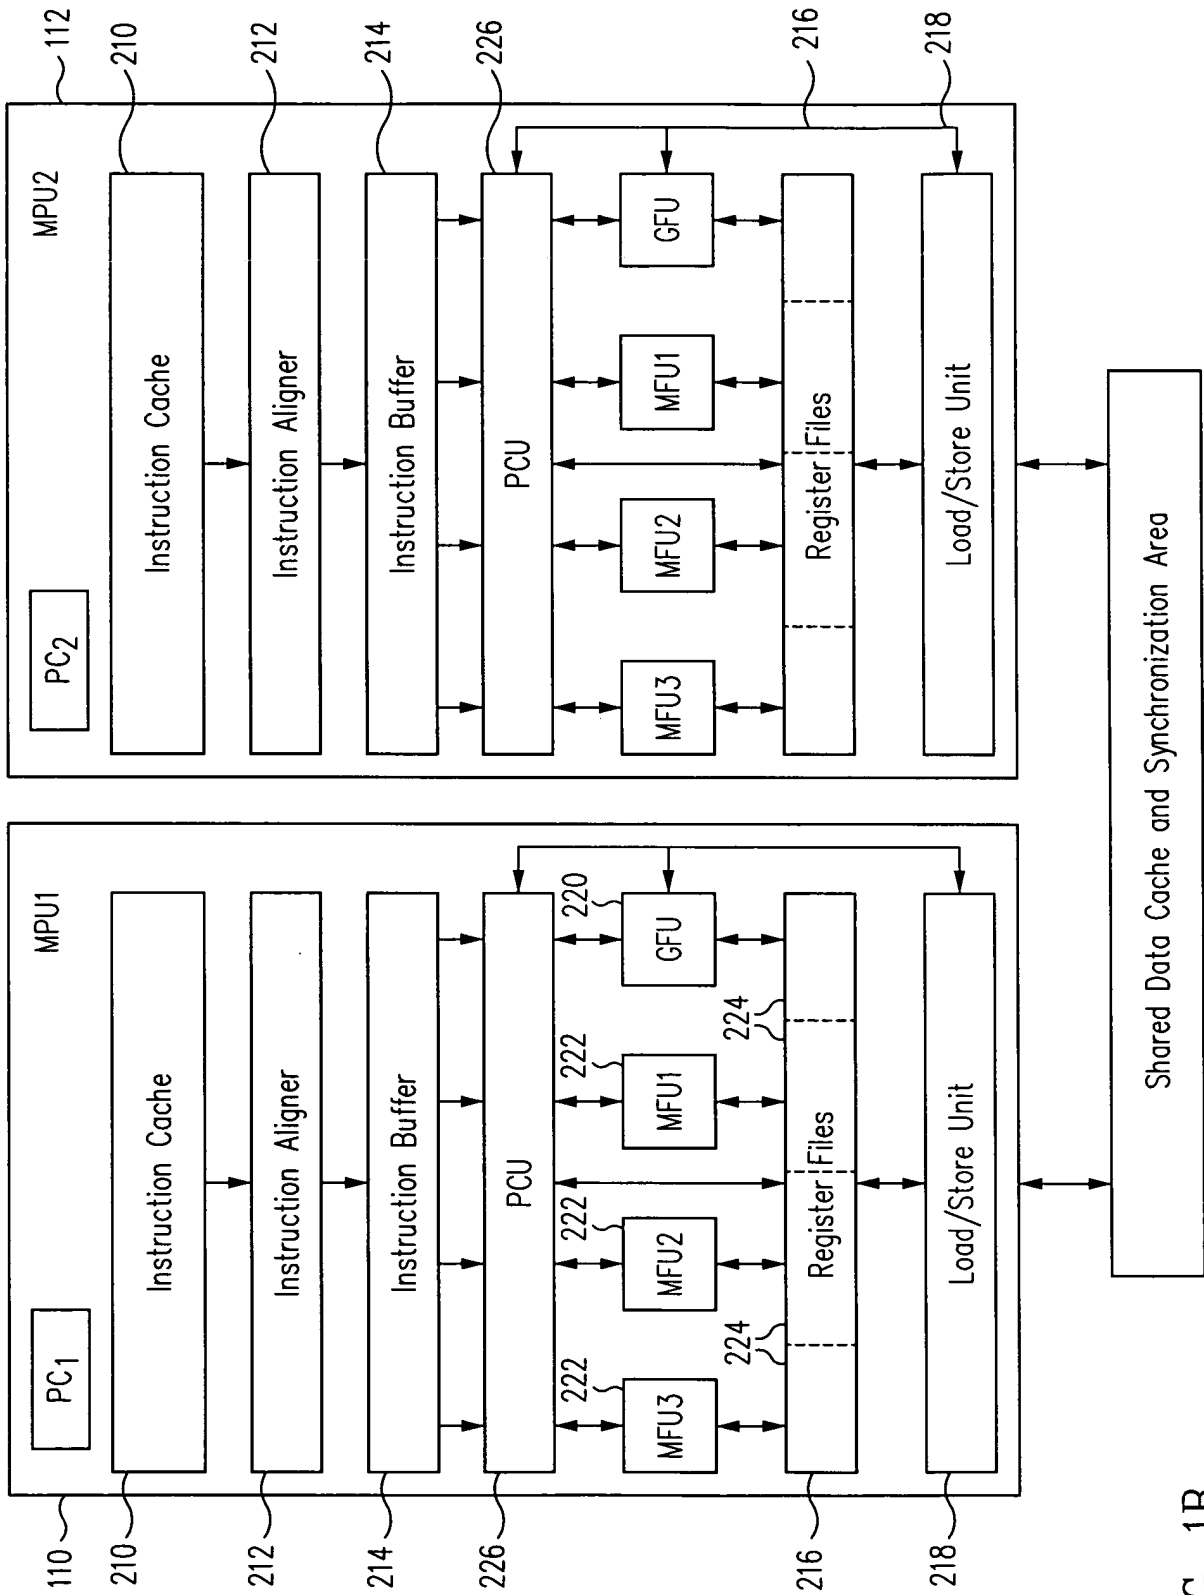 110
MPU1
PC1
210
Instruction Cache
212
Instruction Aligner
214
Instruction Buffer
226
PCU
222
222
222
220
MFU3
MFU2
MFU1
GFU
224
224
216
Register Files
218
Load/Store Unit
112
MPU2
PC2
210
Instruction Cache
212
Instruction Aligner
214
Instruction Buffer
226
PCU
MFU3
MFU2
MFU1
GFU
216
Register Files
218
Load/Store Unit
Shared Data Cache and Synchronization Area
1B